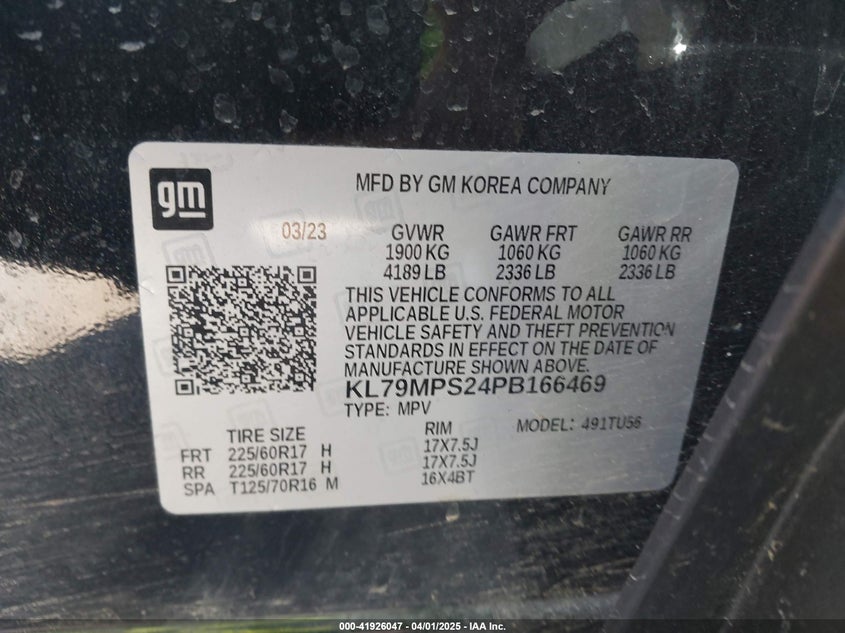 gm
MFD BY GM KOREA COMPANY
03/23
GVWR GAWR FRT GAWR RR
1900 KG 1060 KG 1060 KG
4189 LB 2336 LB 2336 LB
THIS VEHICLE CONFORMS TO ALL
APPLICABLE U.S. FEDERAL MOTOR
VEHICLE SAFETY AND THEFT PREVENTION
STANDARDS IN EFFECT ON THE DATE OF
MANUFACTURE SHOWN ABOVE.
KL79MPS24PB166469
TYPE: MPV MODEL: 491TU56
TIRE SIZE RIM
FRT 225/60R17 H 17X7.5J
RR 225/60R17 H 17X7.5J
SPA T125/70R16 M 16X4BT
000-41926047 - 04/01/2025 - IAA Inc.